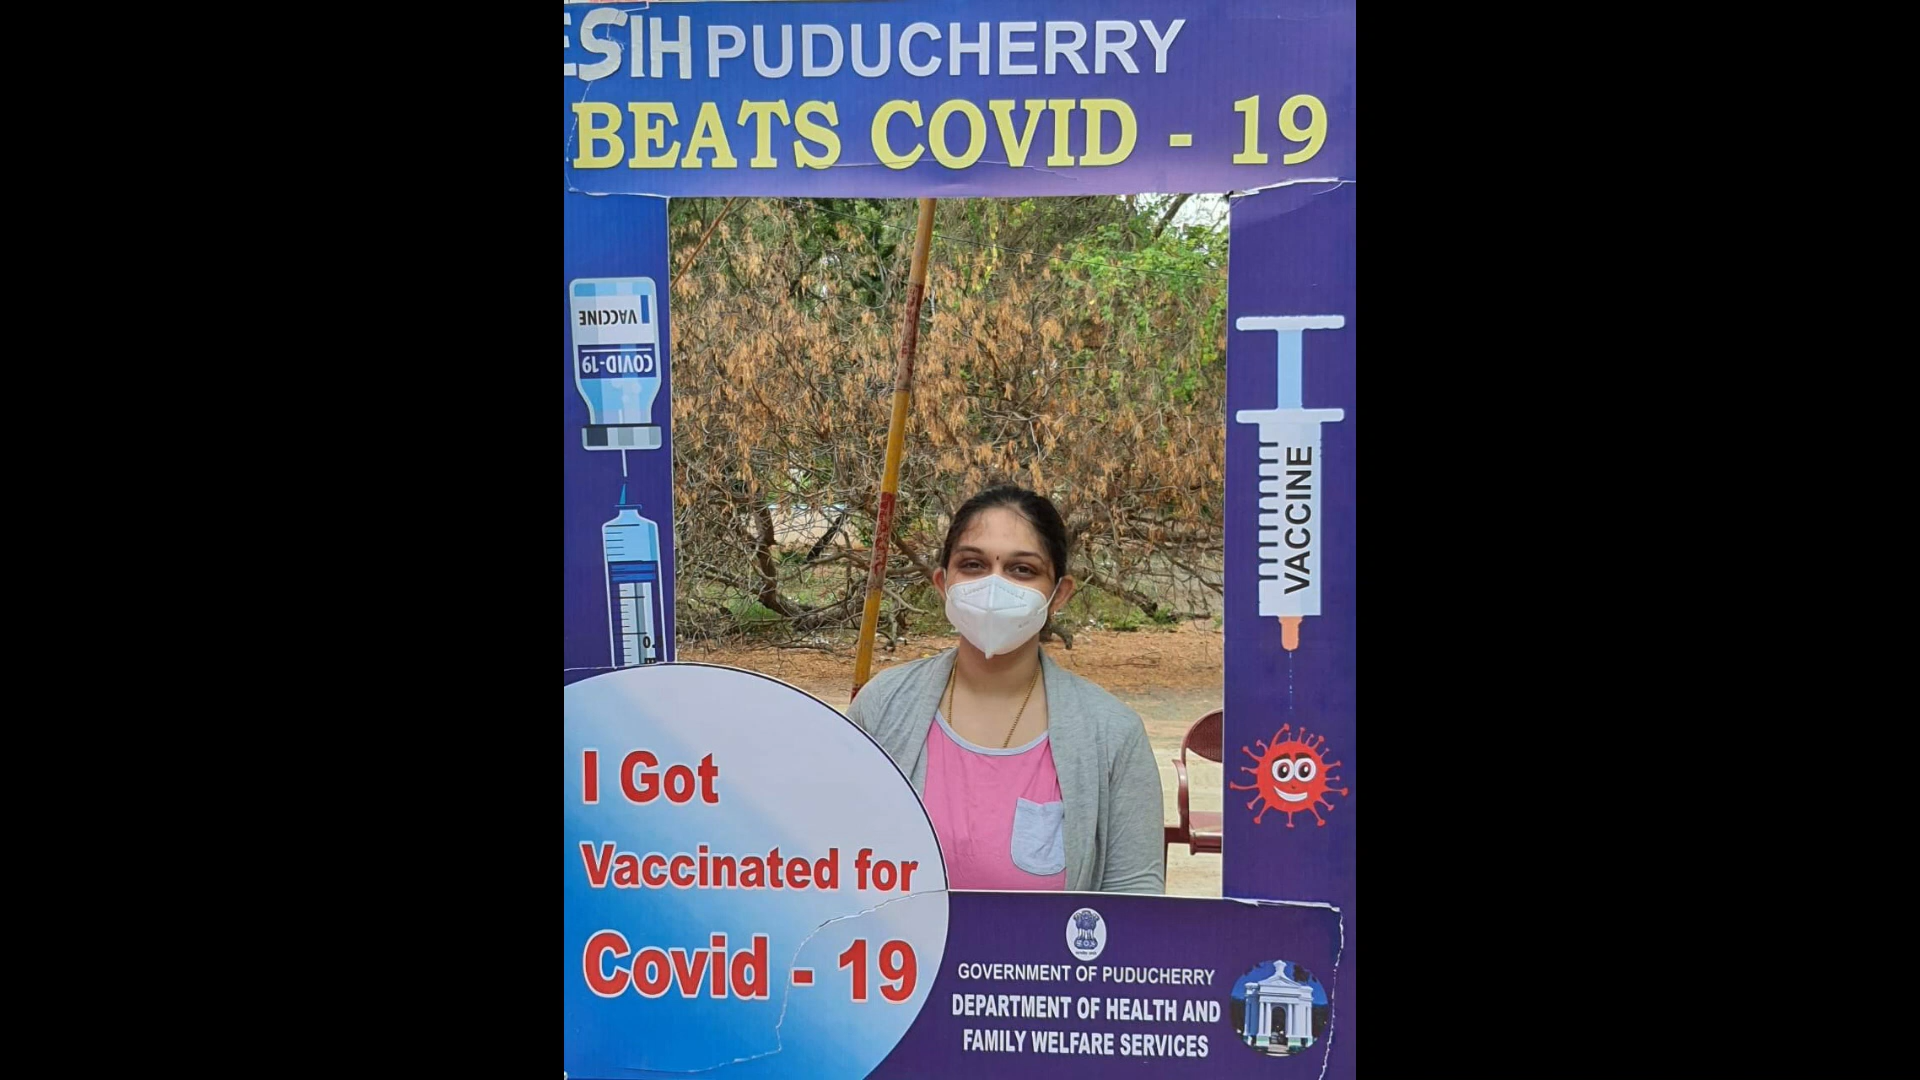 ESIH PUDUCHERRY
BEATS COVID - 19
VACCINE
COVID-19
VACCINE
I Got
Vaccinated for
Covid - 19
GOVERNMENT OF PUDUCHERRY
DEPARTMENT OF HEALTH AND
FAMILY WELFARE SERVICES